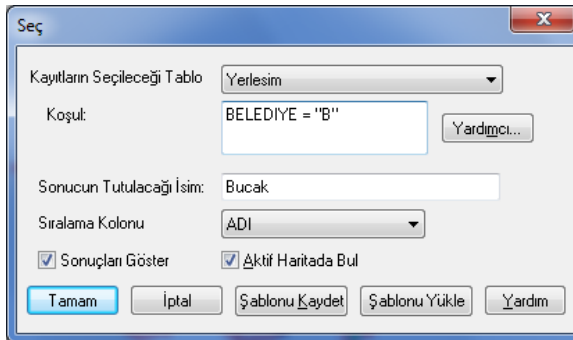 Seç
Kayıtların Seçileceği Tablo Yerlesim
Koşul: BELEDIYE = "B"
Yardımcı...
Sonucun Tutulacağı İsim: Bucak
Sıralama Kolonu ADI
Sonuçları Göster Aktif Haritada Bul
Tamam İptal Şablonu Kaydet Şablonu Yükle Yardım